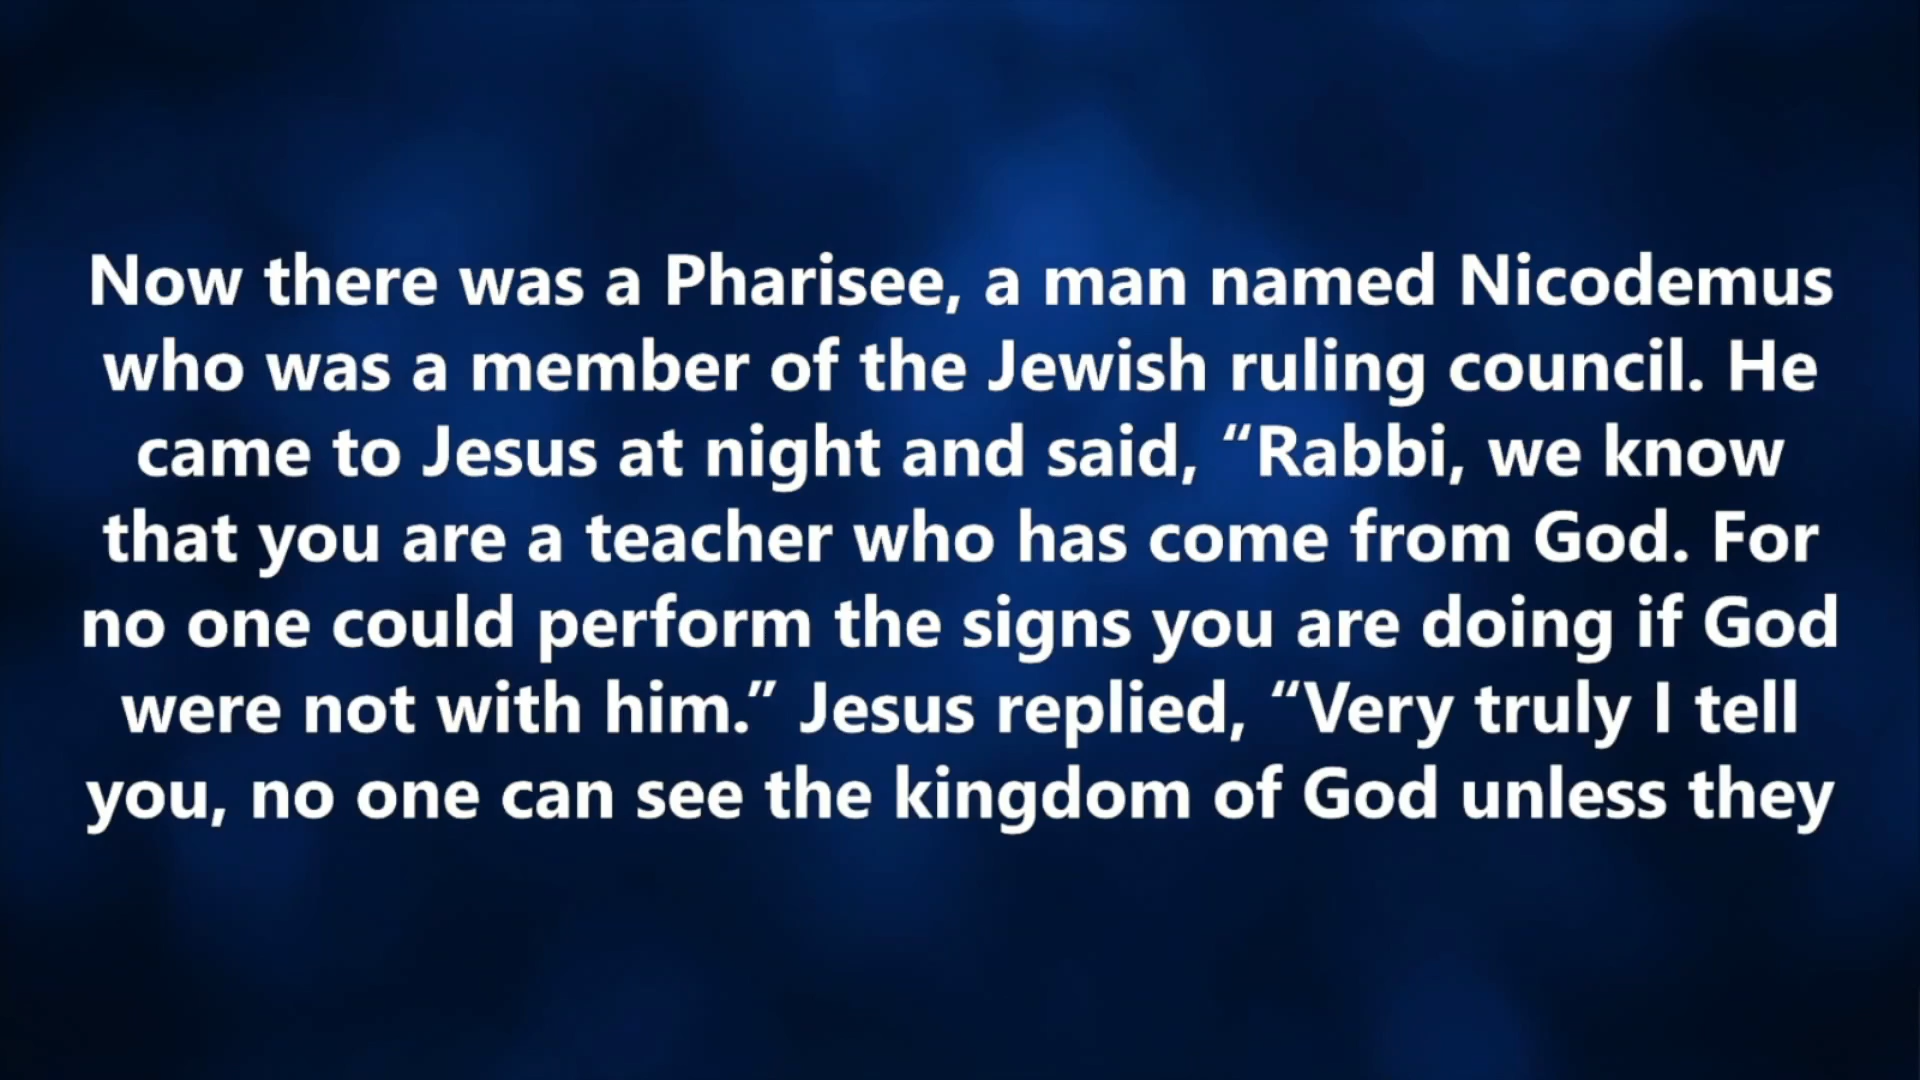 Now there was a Pharisee, a man named Nicodemus
who was a member of the Jewish ruling council. He
came to Jesus at night and said, “Rabbi, we know
that you are a teacher who has come from God. For
no one could perform the signs you are doing if God
were not with him.” Jesus replied, “Very truly I tell
you, no one can see the kingdom of God unless they